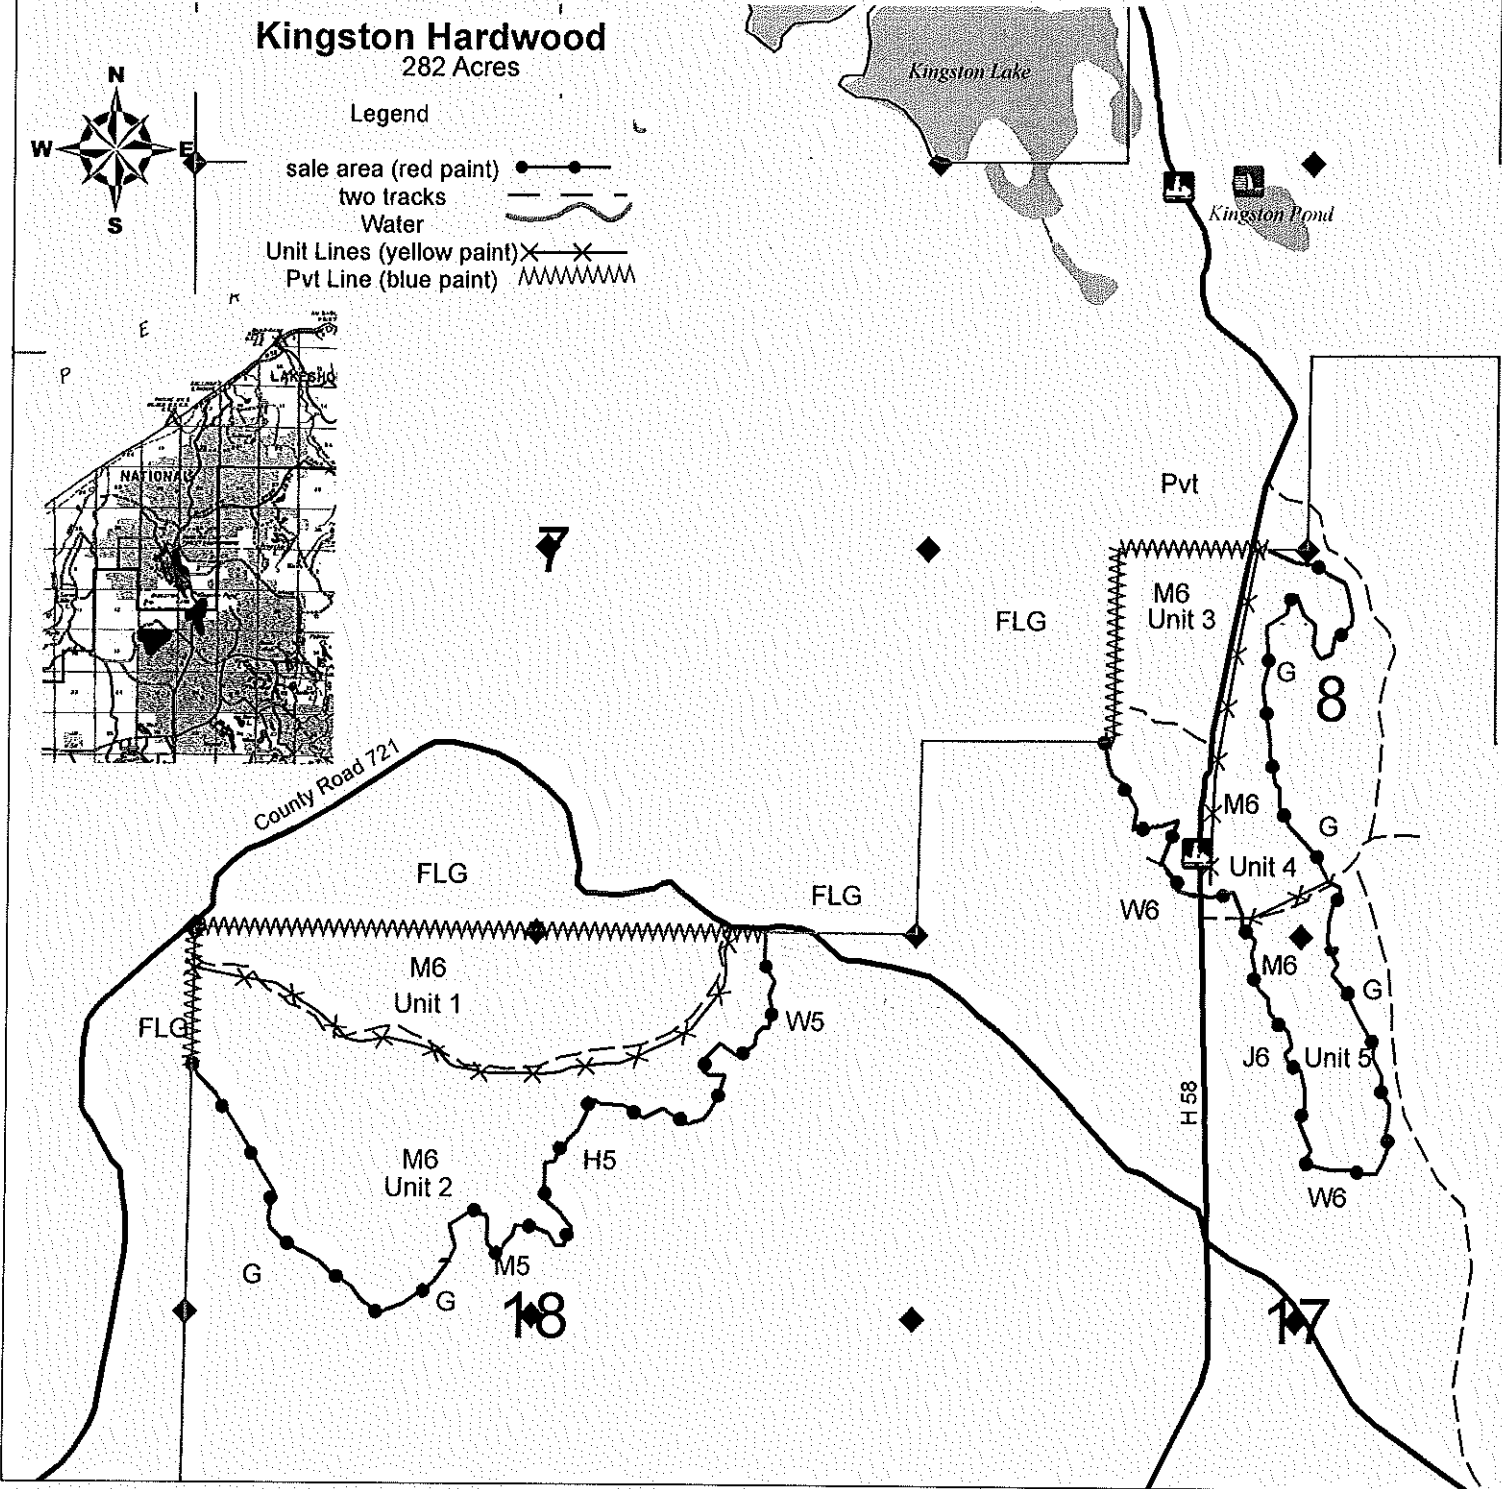 Kingston Hardwood
282 Acres
N
W E
S
Legend
sale area (red paint)
two tracks
Water
Unit Lines (yellow paint)
Pvt Line (blue paint)
Kingston Lake
Kingston Pond
R
E
P
LAKESHO
NATIONAL
Pvt
7
M6
Unit 3
FLG
G
8
County Road 721
M6
G
FLG
Unit 4
FLG
W6
M6
Unit 1
M6
G
FLG
W5
J6
Unit 5
H 58
M6
Unit 2
H5
W6
G
M5
G
18
17